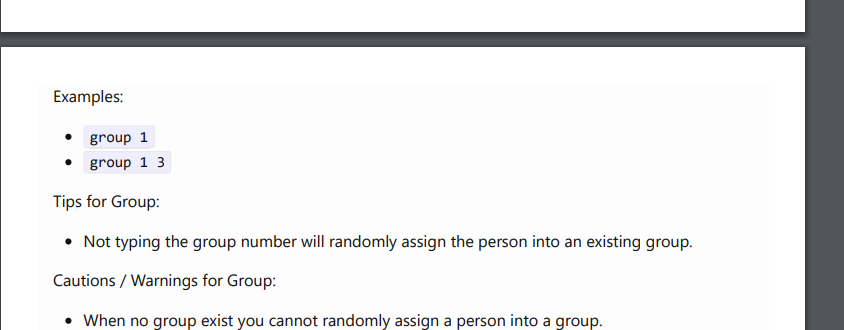 Examples:
• group 1
• group 1 3
Tips for Group:
• Not typing the group number will randomly assign the person into an existing group.
Cautions / Warnings for Group:
• When no group exist you cannot randomly assign a person into a group.